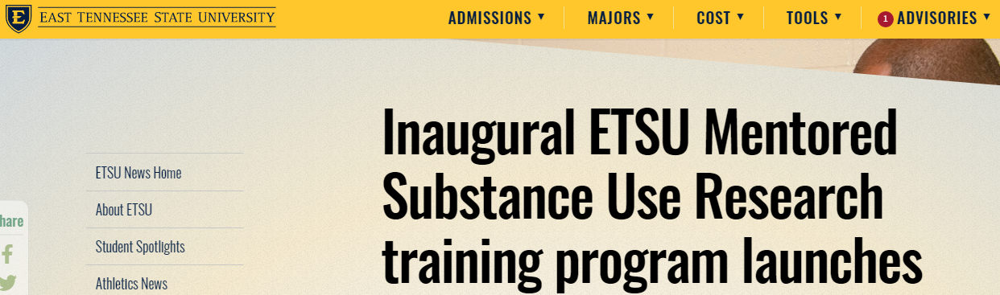 E EAST TENNESSEE STATE UNIVERSITY
ADMISSIONS ▼ MAJORS ▼ COST ▼ TOOLS ▼ 1 ADVISORIES ▼
Inaugural ETSU Mentored
Substance Use Research
training program launches
ETSU News Home
About ETSU
Student Spotlights
Athletics News
hare